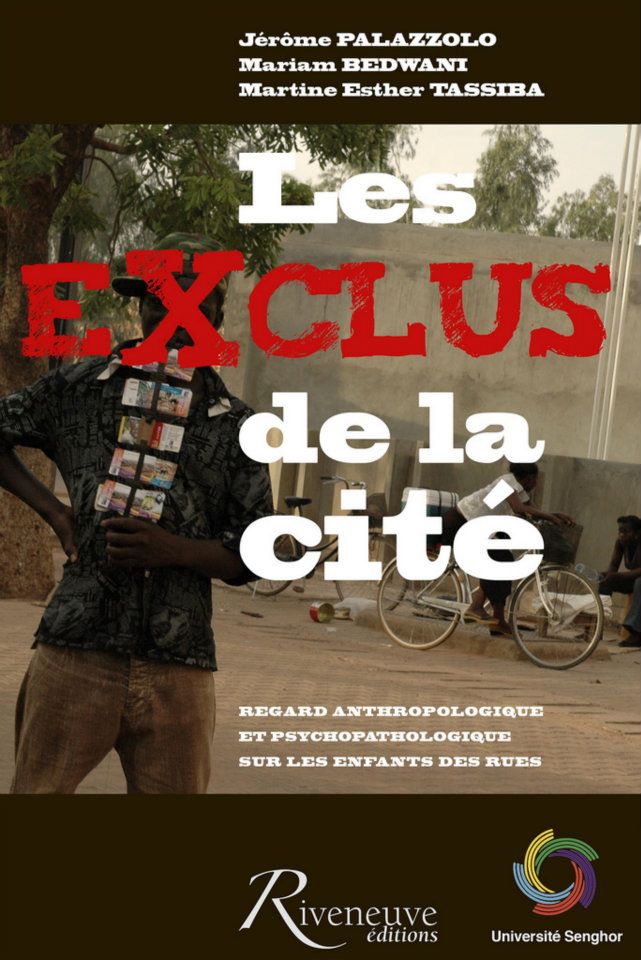 Jérôme PALAZZOLO
Mariam BEDWANI
Martine Esther TASSIBA
Les
EXCLUS
de la
cité
REGARD ANTHROPOLOGIQUE
ET PSYCHOPATHOLOGIQUE
SUR LES ENFANTS DES RUES
Riveneuve
éditions
Université Senghor